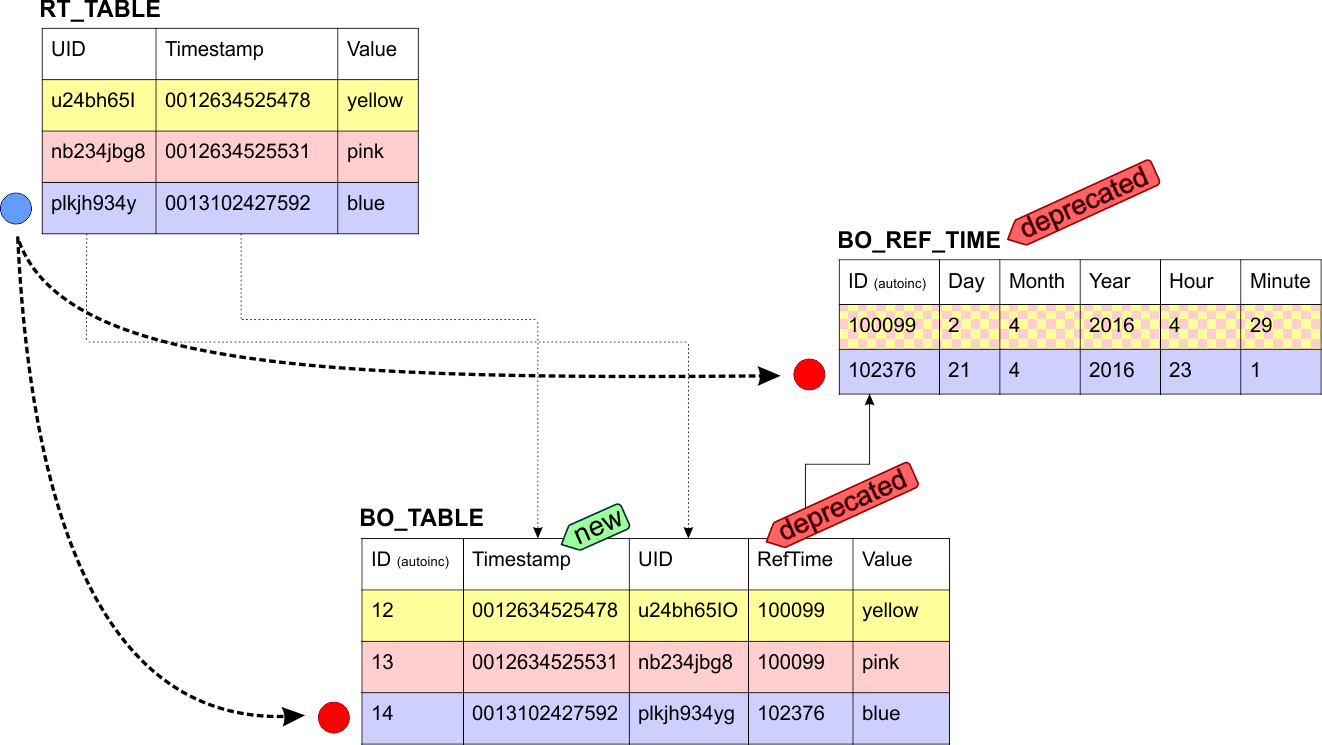 RT_TABLE
UID Timestamp Value
u24bh65I 0012634525478 yellow
nb234jbg8 0012634525531 pink
plkjh934y 0013102427592 blue
deprecated
BO_REF_TIME
ID (autoinc) Day Month Year Hour Minute
100099 2 4 2016 4 29
102376 21 4 2016 23 1
deprecated
new
BO_TABLE
ID (autoinc) Timestamp UID RefTime Value
12 0012634525478 u24bh65IO 100099 yellow
13 0012634525531 nb234jbg8 100099 pink
14 0013102427592 plkjh934yg 102376 blue